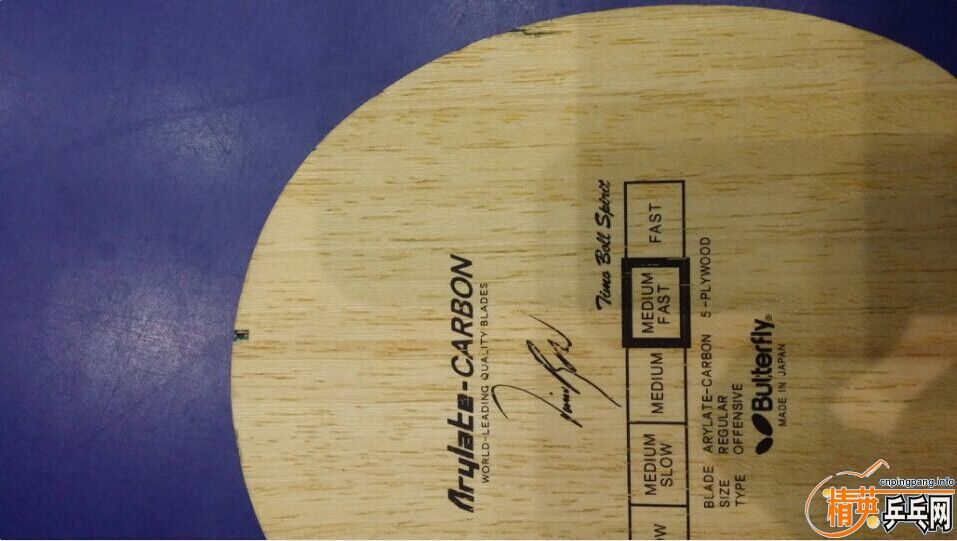 Arylate-CARBON
WORLD-LEADING QUALITY BLADES
Timo Boll Spirit
FAST
MEDIUM
FAST
MEDIUM
MEDIUM
SLOW
OW
BLADE ARYLATE-CARBON 5-PLYWOOD
SIZE REGULAR
TYPE OFFENSIVE
Butterfly®
MADE IN JAPAN
cnpingpang.info
精英乒乓网